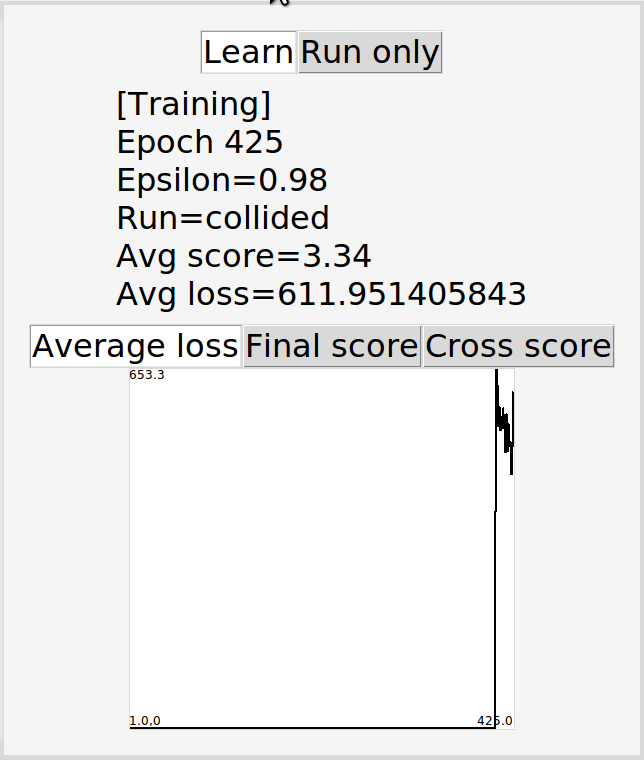 Learn Run only
[Training]
Epoch 425
Epsilon=0.98
Run=collided
Avg score=3.34
Avg loss=611.951405843
Average loss Final score Cross score
653.3
1.0,0 425.0